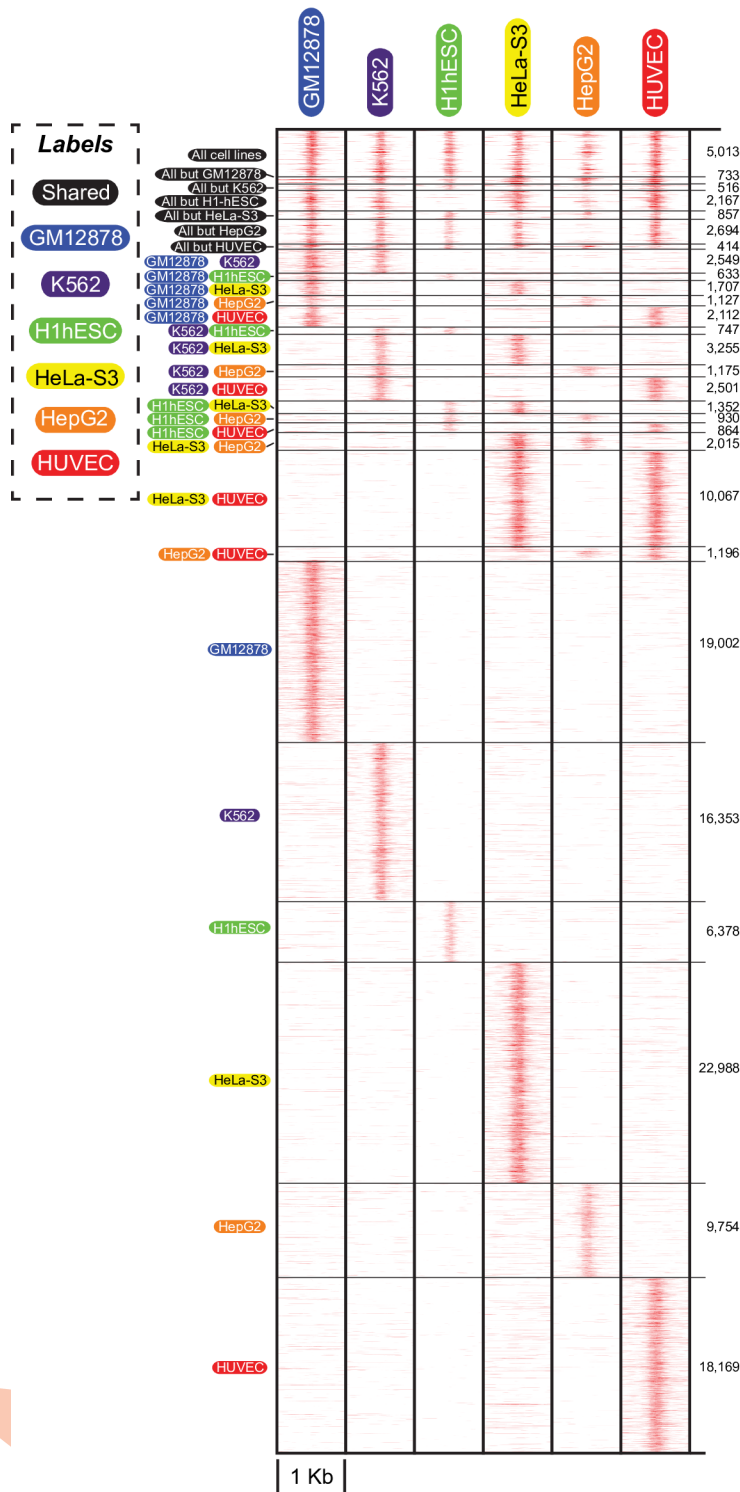 GM12878
K562
H1hESC
HeLa-S3
HepG2
HUVEC
Labels
Shared
GM12878
K562
H1hESC
HeLa-S3
HepG2
HUVEC
All cell lines 5,013
All but GM12878 733
All but K562 516
All but H1-hESC 2,167
All but HeLa-S3 857
All but HepG2 2,694
All but HUVEC 414
GM12878 K562 2,549
GM12878 H1hESC 633
GM12878 HeLa-S3 1,707
GM12878 HepG2 1,127
GM12878 HUVEC 2,112
K562 H1hESC 747
K562 HeLa-S3 3,255
K562 HepG2 1,175
K562 HUVEC 2,501
H1hESC HeLa-S3 1,352
H1hESC HepG2 930
H1hESC HUVEC 864
HeLa-S3 HepG2 2,015
HeLa-S3 HUVEC 10,067
HepG2 HUVEC 1,196
GM12878 19,002
K562 16,353
H1hESC 6,378
HeLa-S3 22,988
HepG2 9,754
HUVEC 18,169
1 Kb